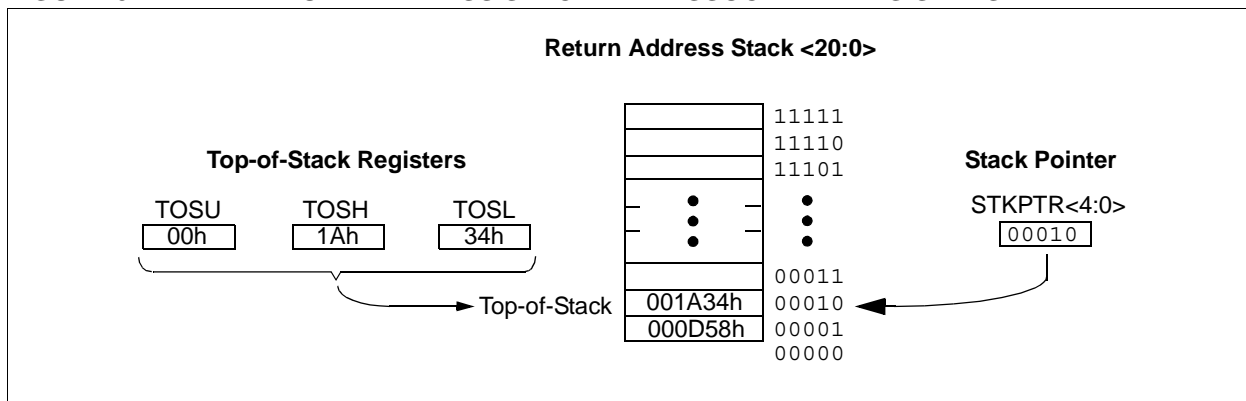 Return Address Stack <20:0>
11111
11110
Top-of-Stack Registers
11101
Stack Pointer
TOSU TOSH TOSL
STKPTR<4:0>
00h 1Ah 34h
00010
00011
Top-of-Stack 001A34h 00010
000D58h 00001
00000